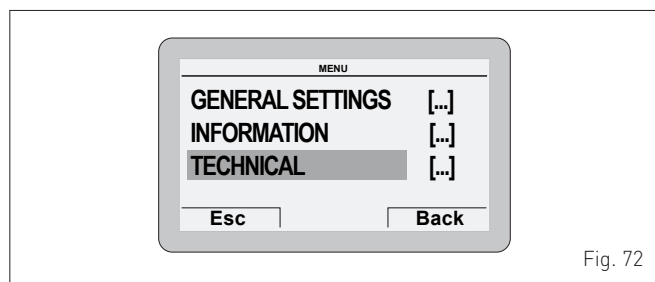 MENU
GENERAL SETTINGS [...]
INFORMATION [...]
TECHNICAL [...]
Esc Back
Fig. 72